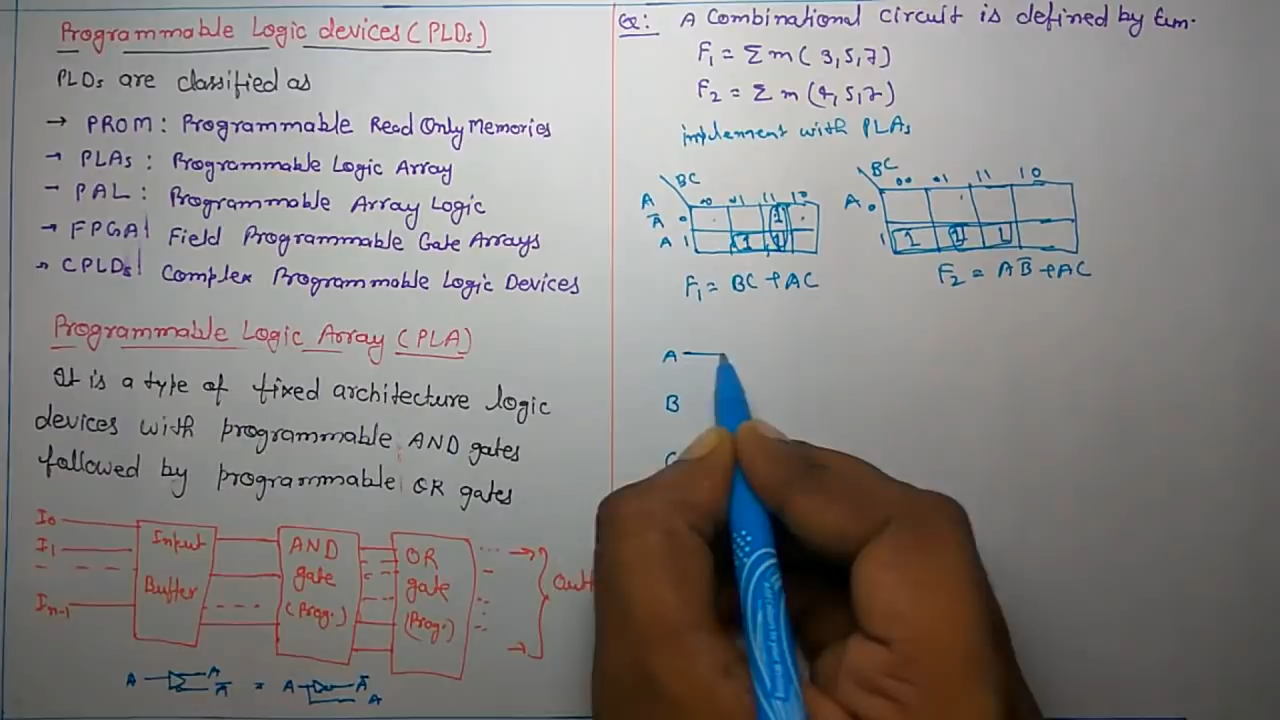 Programmable Logic devices (PLDs)
PLDs are classified as
→ PROM : Programmable Read Only Memories
→ PLAs : Programmable Logic Array
→ PAL : Programmable Array Logic
→ FPGA : Field Programmable Gate Arrays
→ CPLDs : Complex Programmable Logic Devices
Programmable Logic Array (PLA)
It is a type of fixed architecture logic
devices with programmable AND gates
followed by programmable OR gates
I0
I1
In-1
Input
Buffer
AND
gate
(Prog.)
OR
gate
(Prog.)
A A A̅ = A A̅ A
Ex: A Combinational circuit is defined by
F1 = Σm(3,5,7)
F2 = Σm(4,5,7)
implement with PLAs
BC
A 00 01 11 10
A̅ 0 1
A 1 1 1
F1 = BC + AC
BC
00 01 11 10
A 0
1 1 1 1
F2 = AB̅ + AC
A
B
C